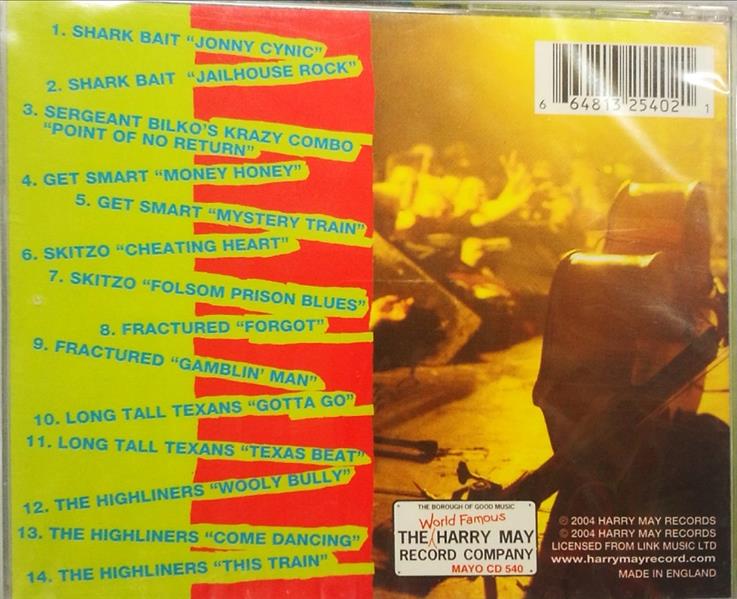 1. SHARK BAIT “JONNY CYNIC”
2. SHARK BAIT “JAILHOUSE ROCK”
3. SERGEANT BILKO'S KRAZY COMBO
“POINT OF NO RETURN”
4. GET SMART “MONEY HONEY”
5. GET SMART “MYSTERY TRAIN”
6. SKITZO “CHEATING HEART”
7. SKITZO “FOLSOM PRISON BLUES”
8. FRACTURED “FORGOT”
9. FRACTURED “GAMBLIN' MAN”
10. LONG TALL TEXANS “GOTTA GO”
11. LONG TALL TEXANS “TEXAS BEAT”
12. THE HIGHLINERS “WOOLY BULLY”
13. THE HIGHLINERS “COME DANCING”
14. THE HIGHLINERS “THIS TRAIN”
6 64813 25402 1
THE BOROUGH OF GOOD MUSIC
World Famous
THE HARRY MAY
RECORD COMPANY
MAYO CD 540
℗ 2004 HARRY MAY RECORDS
© 2004 HARRY MAY RECORDS
LICENSED FROM LINK MUSIC LTD
www.harrymayrecord.com
MADE IN ENGLAND